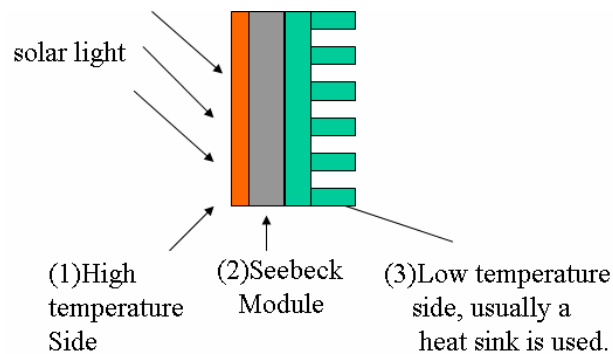 solar light
(1)High
temperature
Side
(2)Seebeck
Module
(3)Low temperature
side, usually a
heat sink is used.